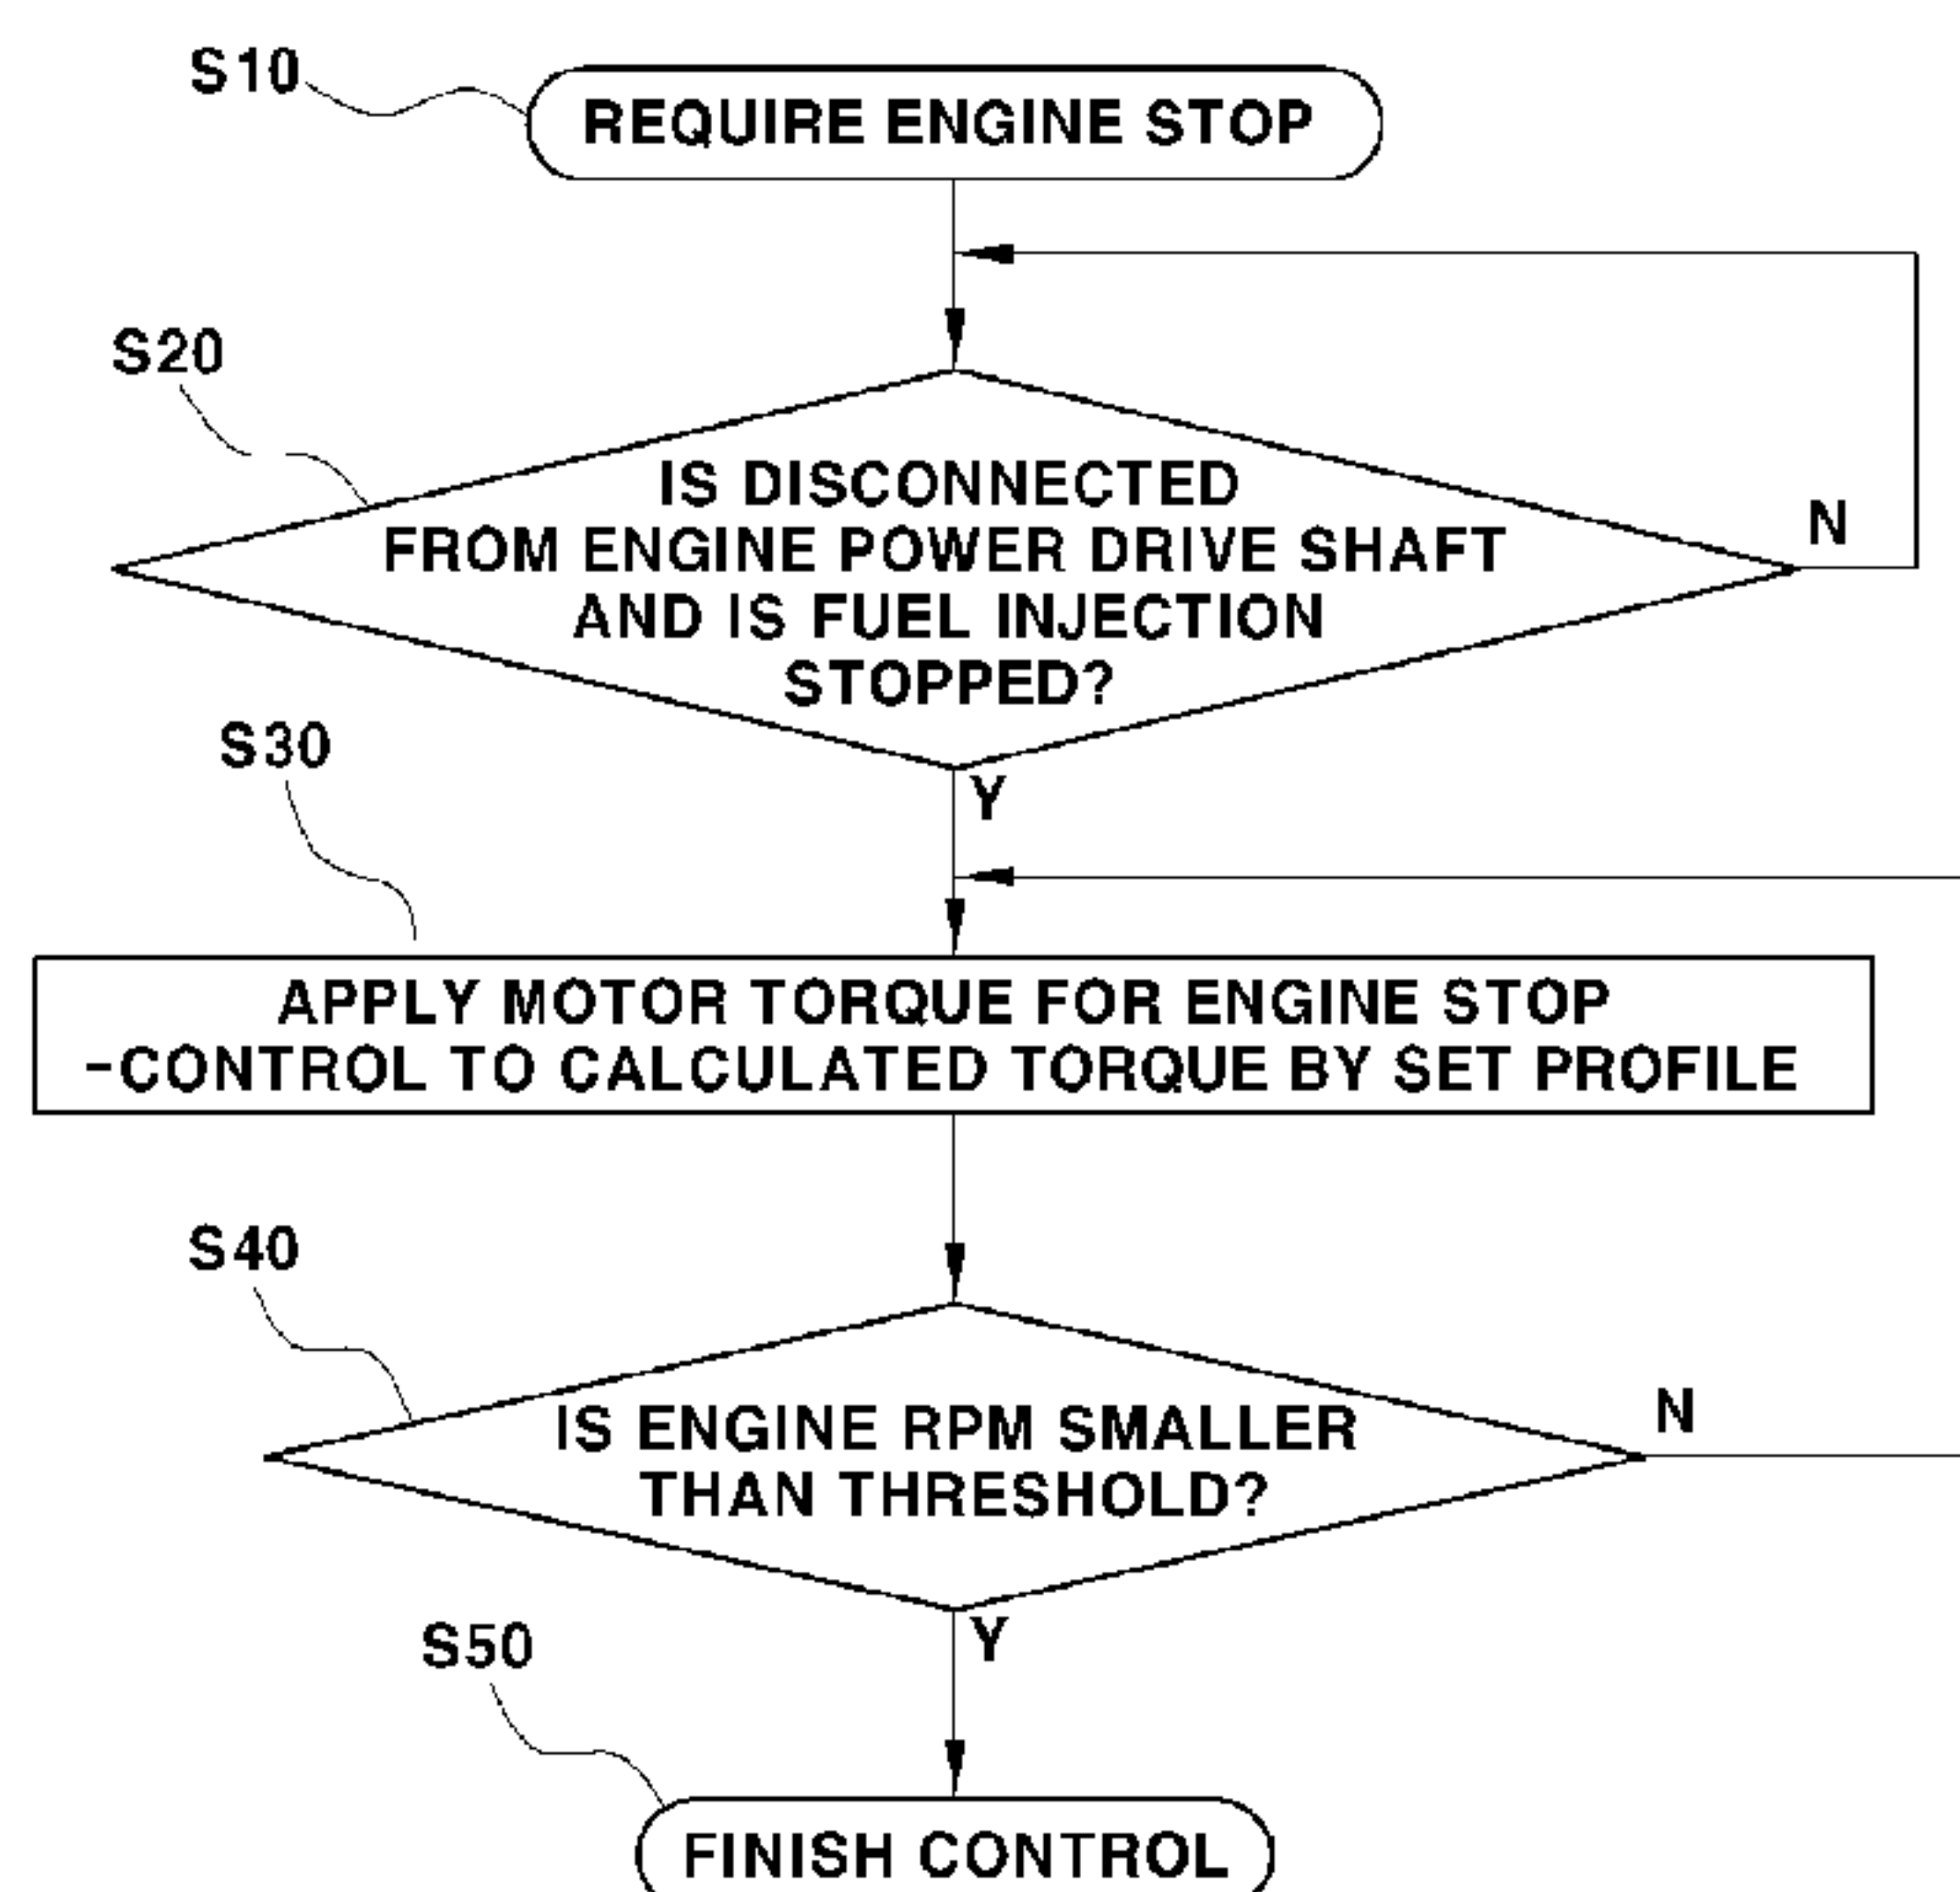 S10
REQUIRE ENGINE STOP
S20
IS DISCONNECTED
FROM ENGINE POWER DRIVE SHAFT
AND IS FUEL INJECTION
STOPPED?
N
Y
S30
APPLY MOTOR TORQUE FOR ENGINE STOP
-CONTROL TO CALCULATED TORQUE BY SET PROFILE
S40
IS ENGINE RPM SMALLER
THAN THRESHOLD?
N
Y
S50
FINISH CONTROL